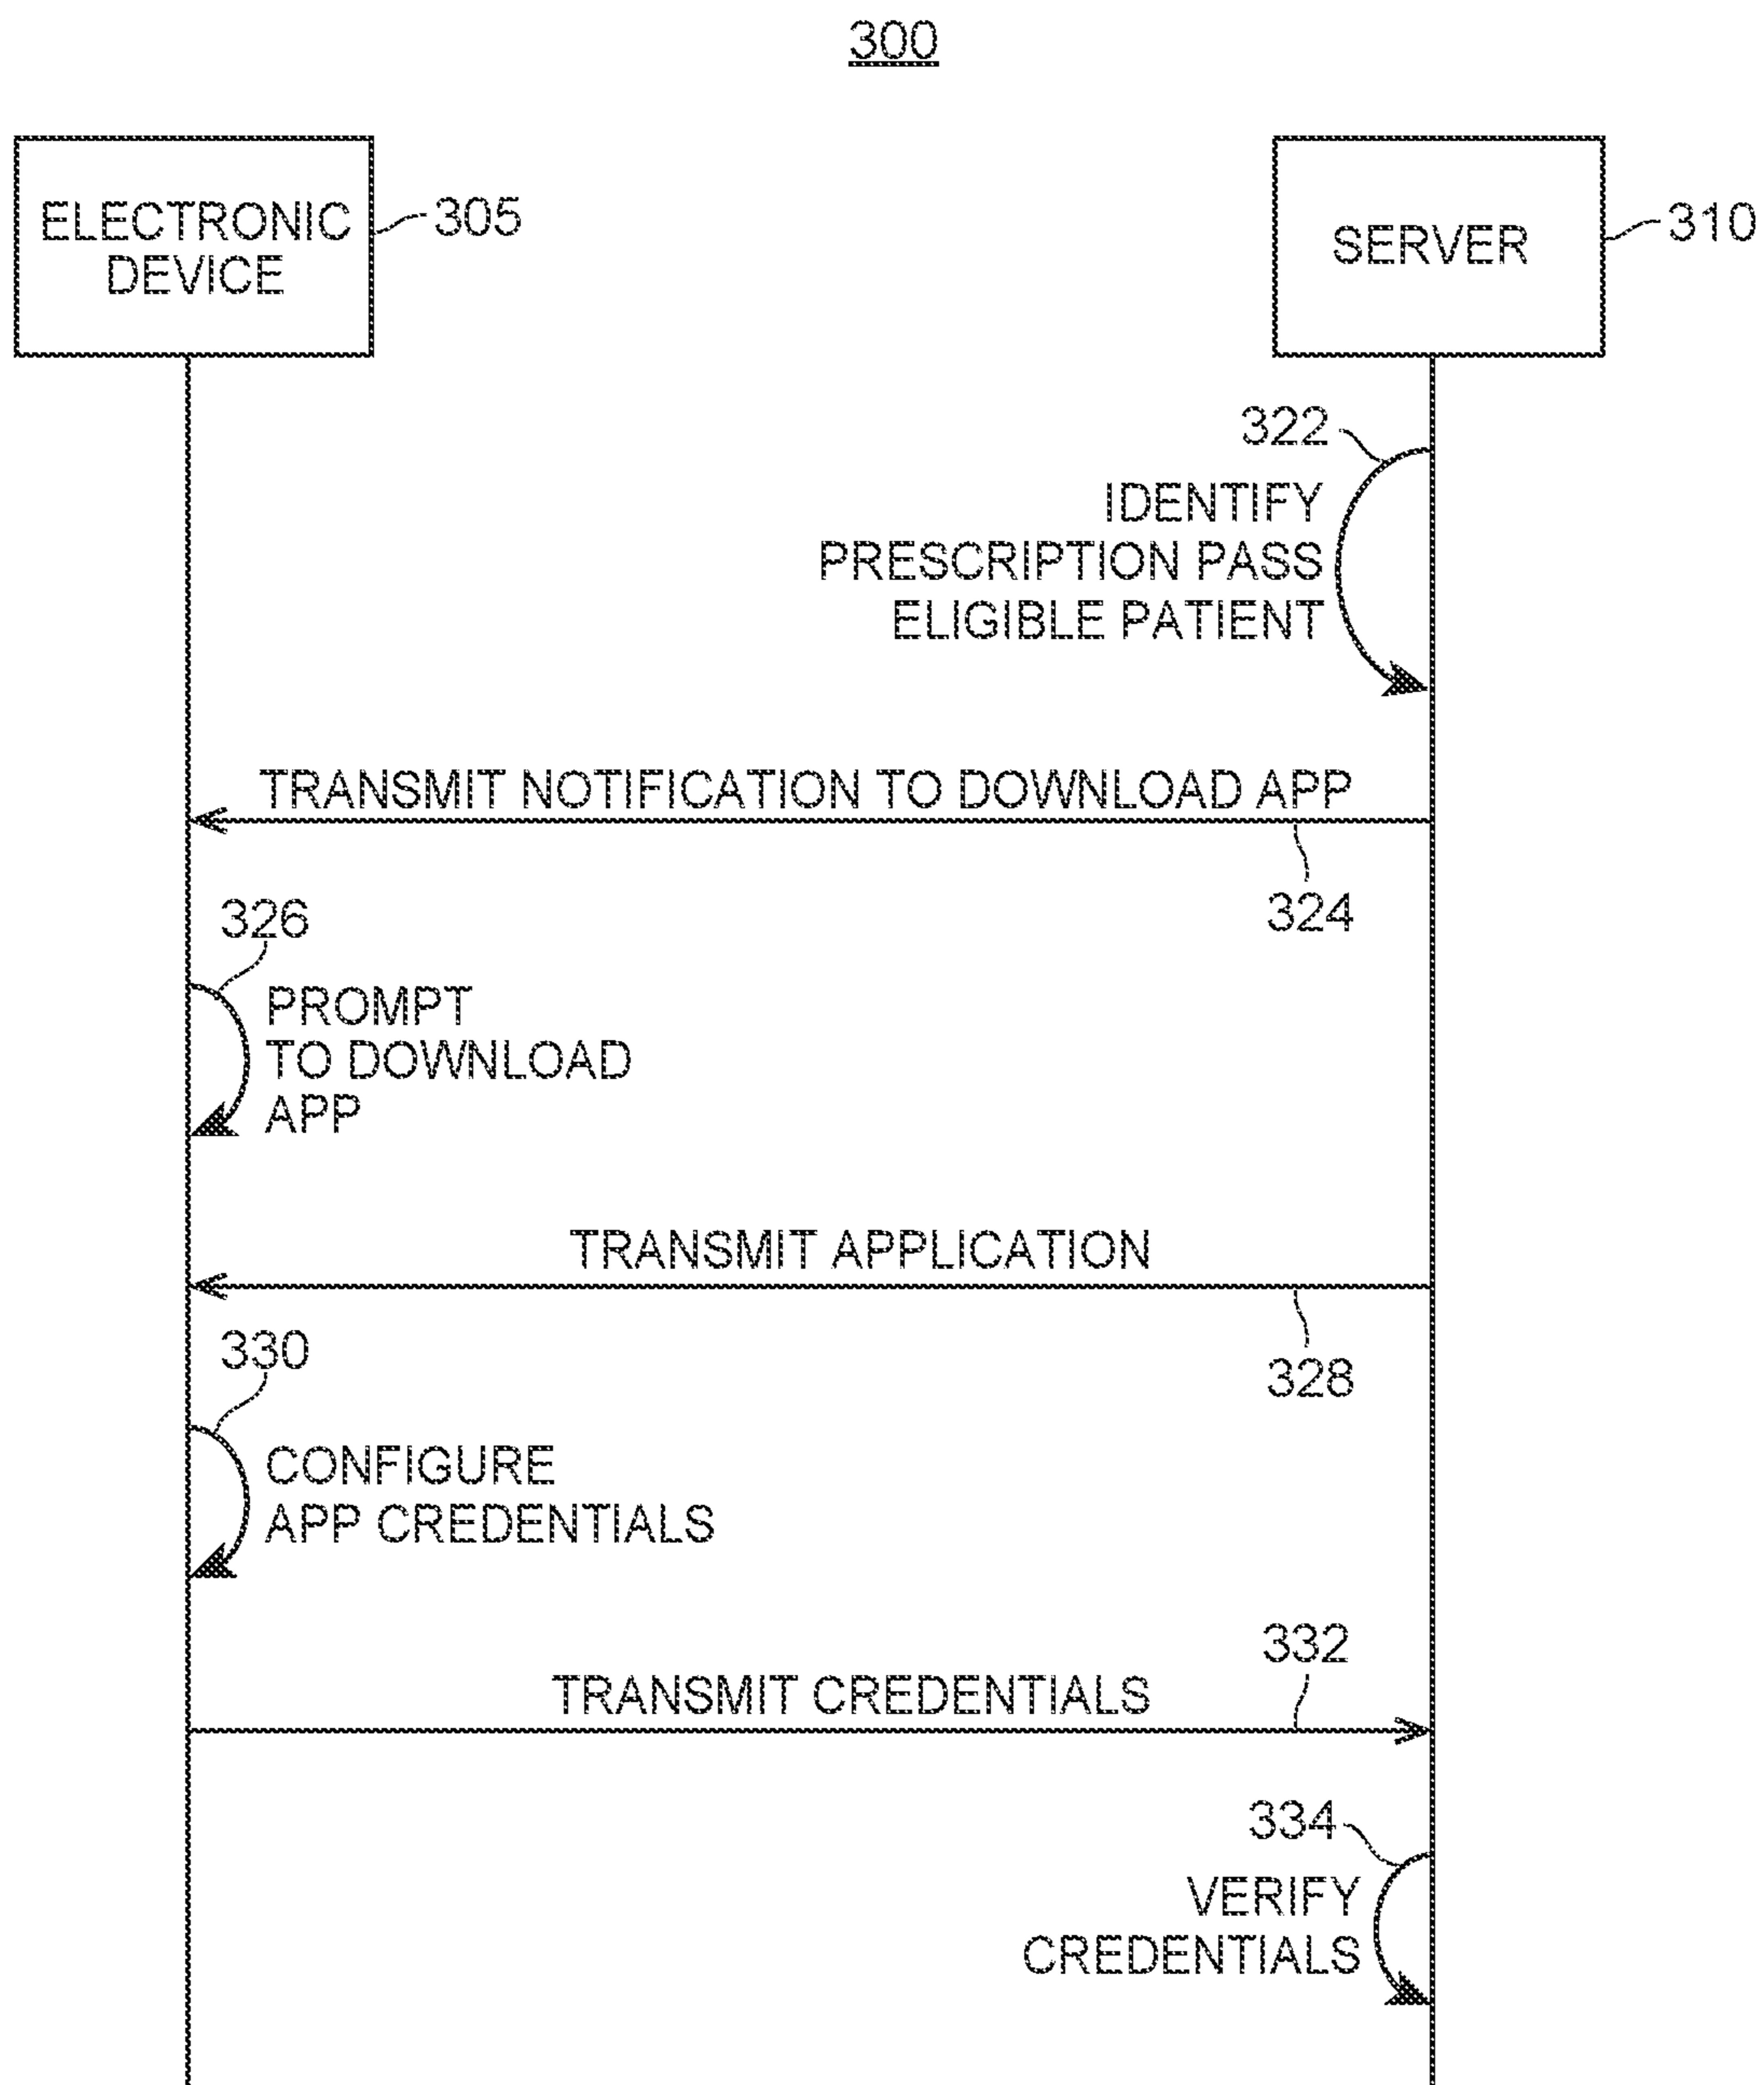 300
ELECTRONIC
DEVICE
305
SERVER
310
322
IDENTIFY
PRESCRIPTION PASS
ELIGIBLE PATIENT
TRANSMIT NOTIFICATION TO DOWNLOAD APP
324
326
PROMPT
TO DOWNLOAD
APP
TRANSMIT APPLICATION
328
330
CONFIGURE
APP CREDENTIALS
332
TRANSMIT CREDENTIALS
334
VERIFY
CREDENTIALS